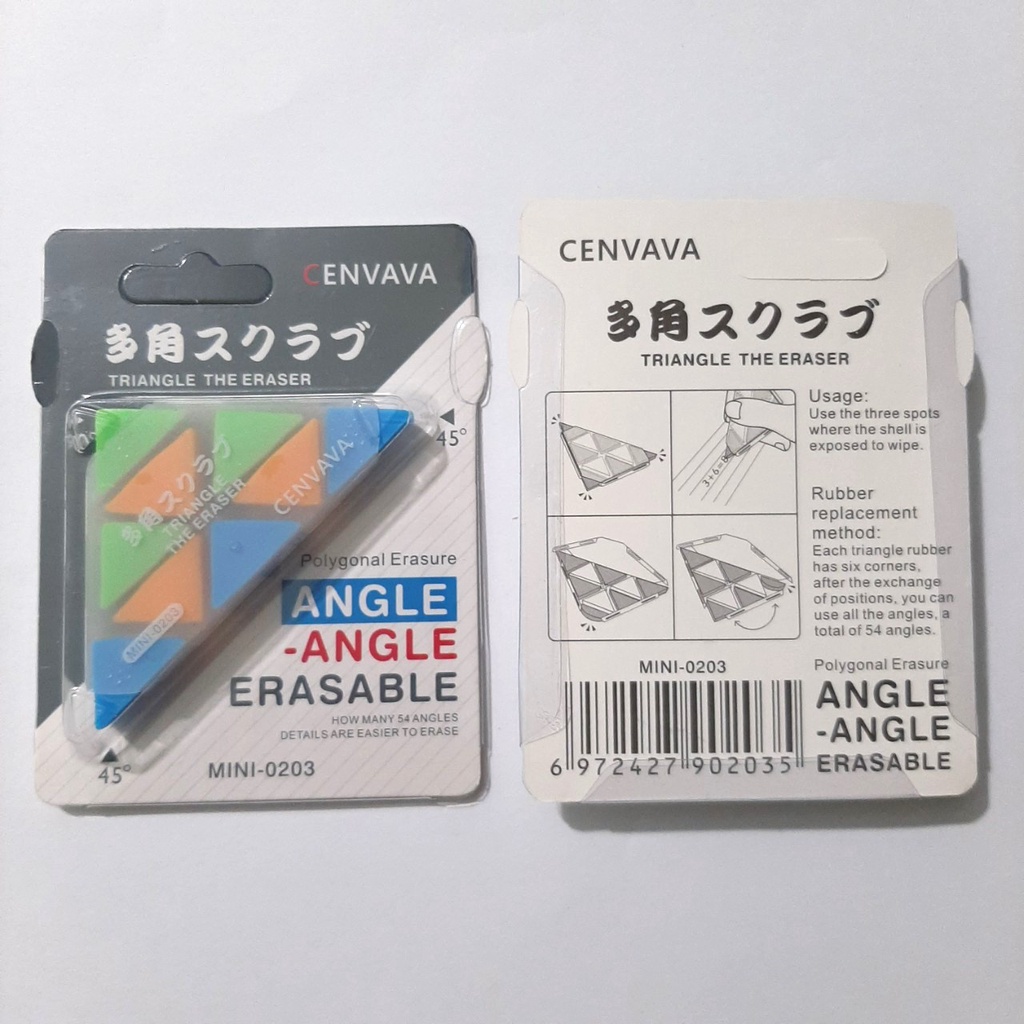 CENVAVA
多角スクラブ
TRIANGLE THE ERASER
45°
多角スクラブ
TRIANGLE
THE ERASER
CENVAVA
MINI-0203
Polygonal Erasure
ANGLE
-ANGLE
ERASABLE
HOW MANY 54 ANGLES
DETAILS ARE EASIER TO ERASE
45°
MINI-0203
CENVAVA
多角スクラブ
TRIANGLE THE ERASER
3+6=8
Usage:
Use the three spots
where the shell is
exposed to wipe.
Rubber
replacement
method:
Each triangle rubber
has six corners,
after the exchange
of positions, you can
use all the angles, a
total of 54 angles.
MINI-0203
6 972427 902035
Polygonal Erasure
ANGLE
-ANGLE
ERASABLE